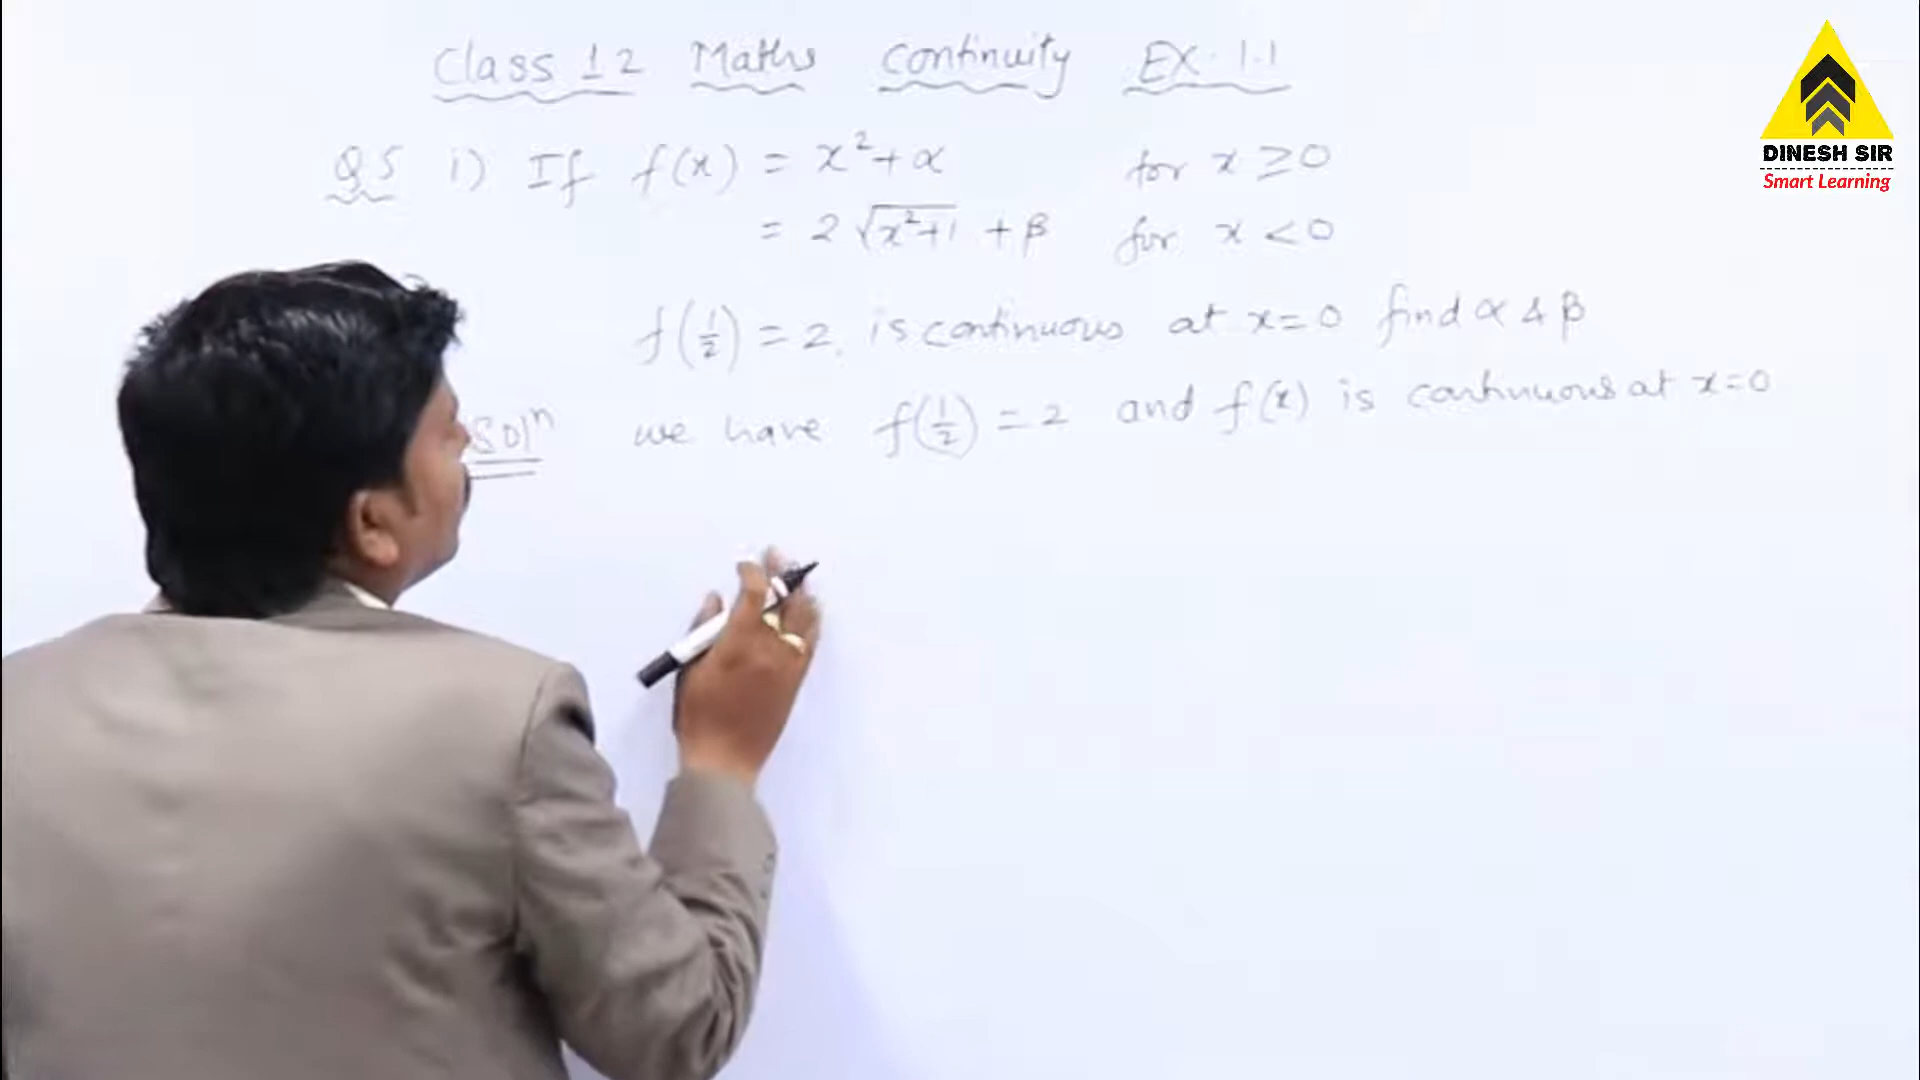 Class 12 Maths Continuity EX. 1.1
Q5 i) If f(x) = x²+α for x ≥ 0
= 2 √x²+1 + β for x < 0
f(1/2) = 2. is continuous at x=0 find α & β
Solⁿ we have f(1/2) = 2 and f(x) is continuous at x=0
DINESH SIR
Smart Learning